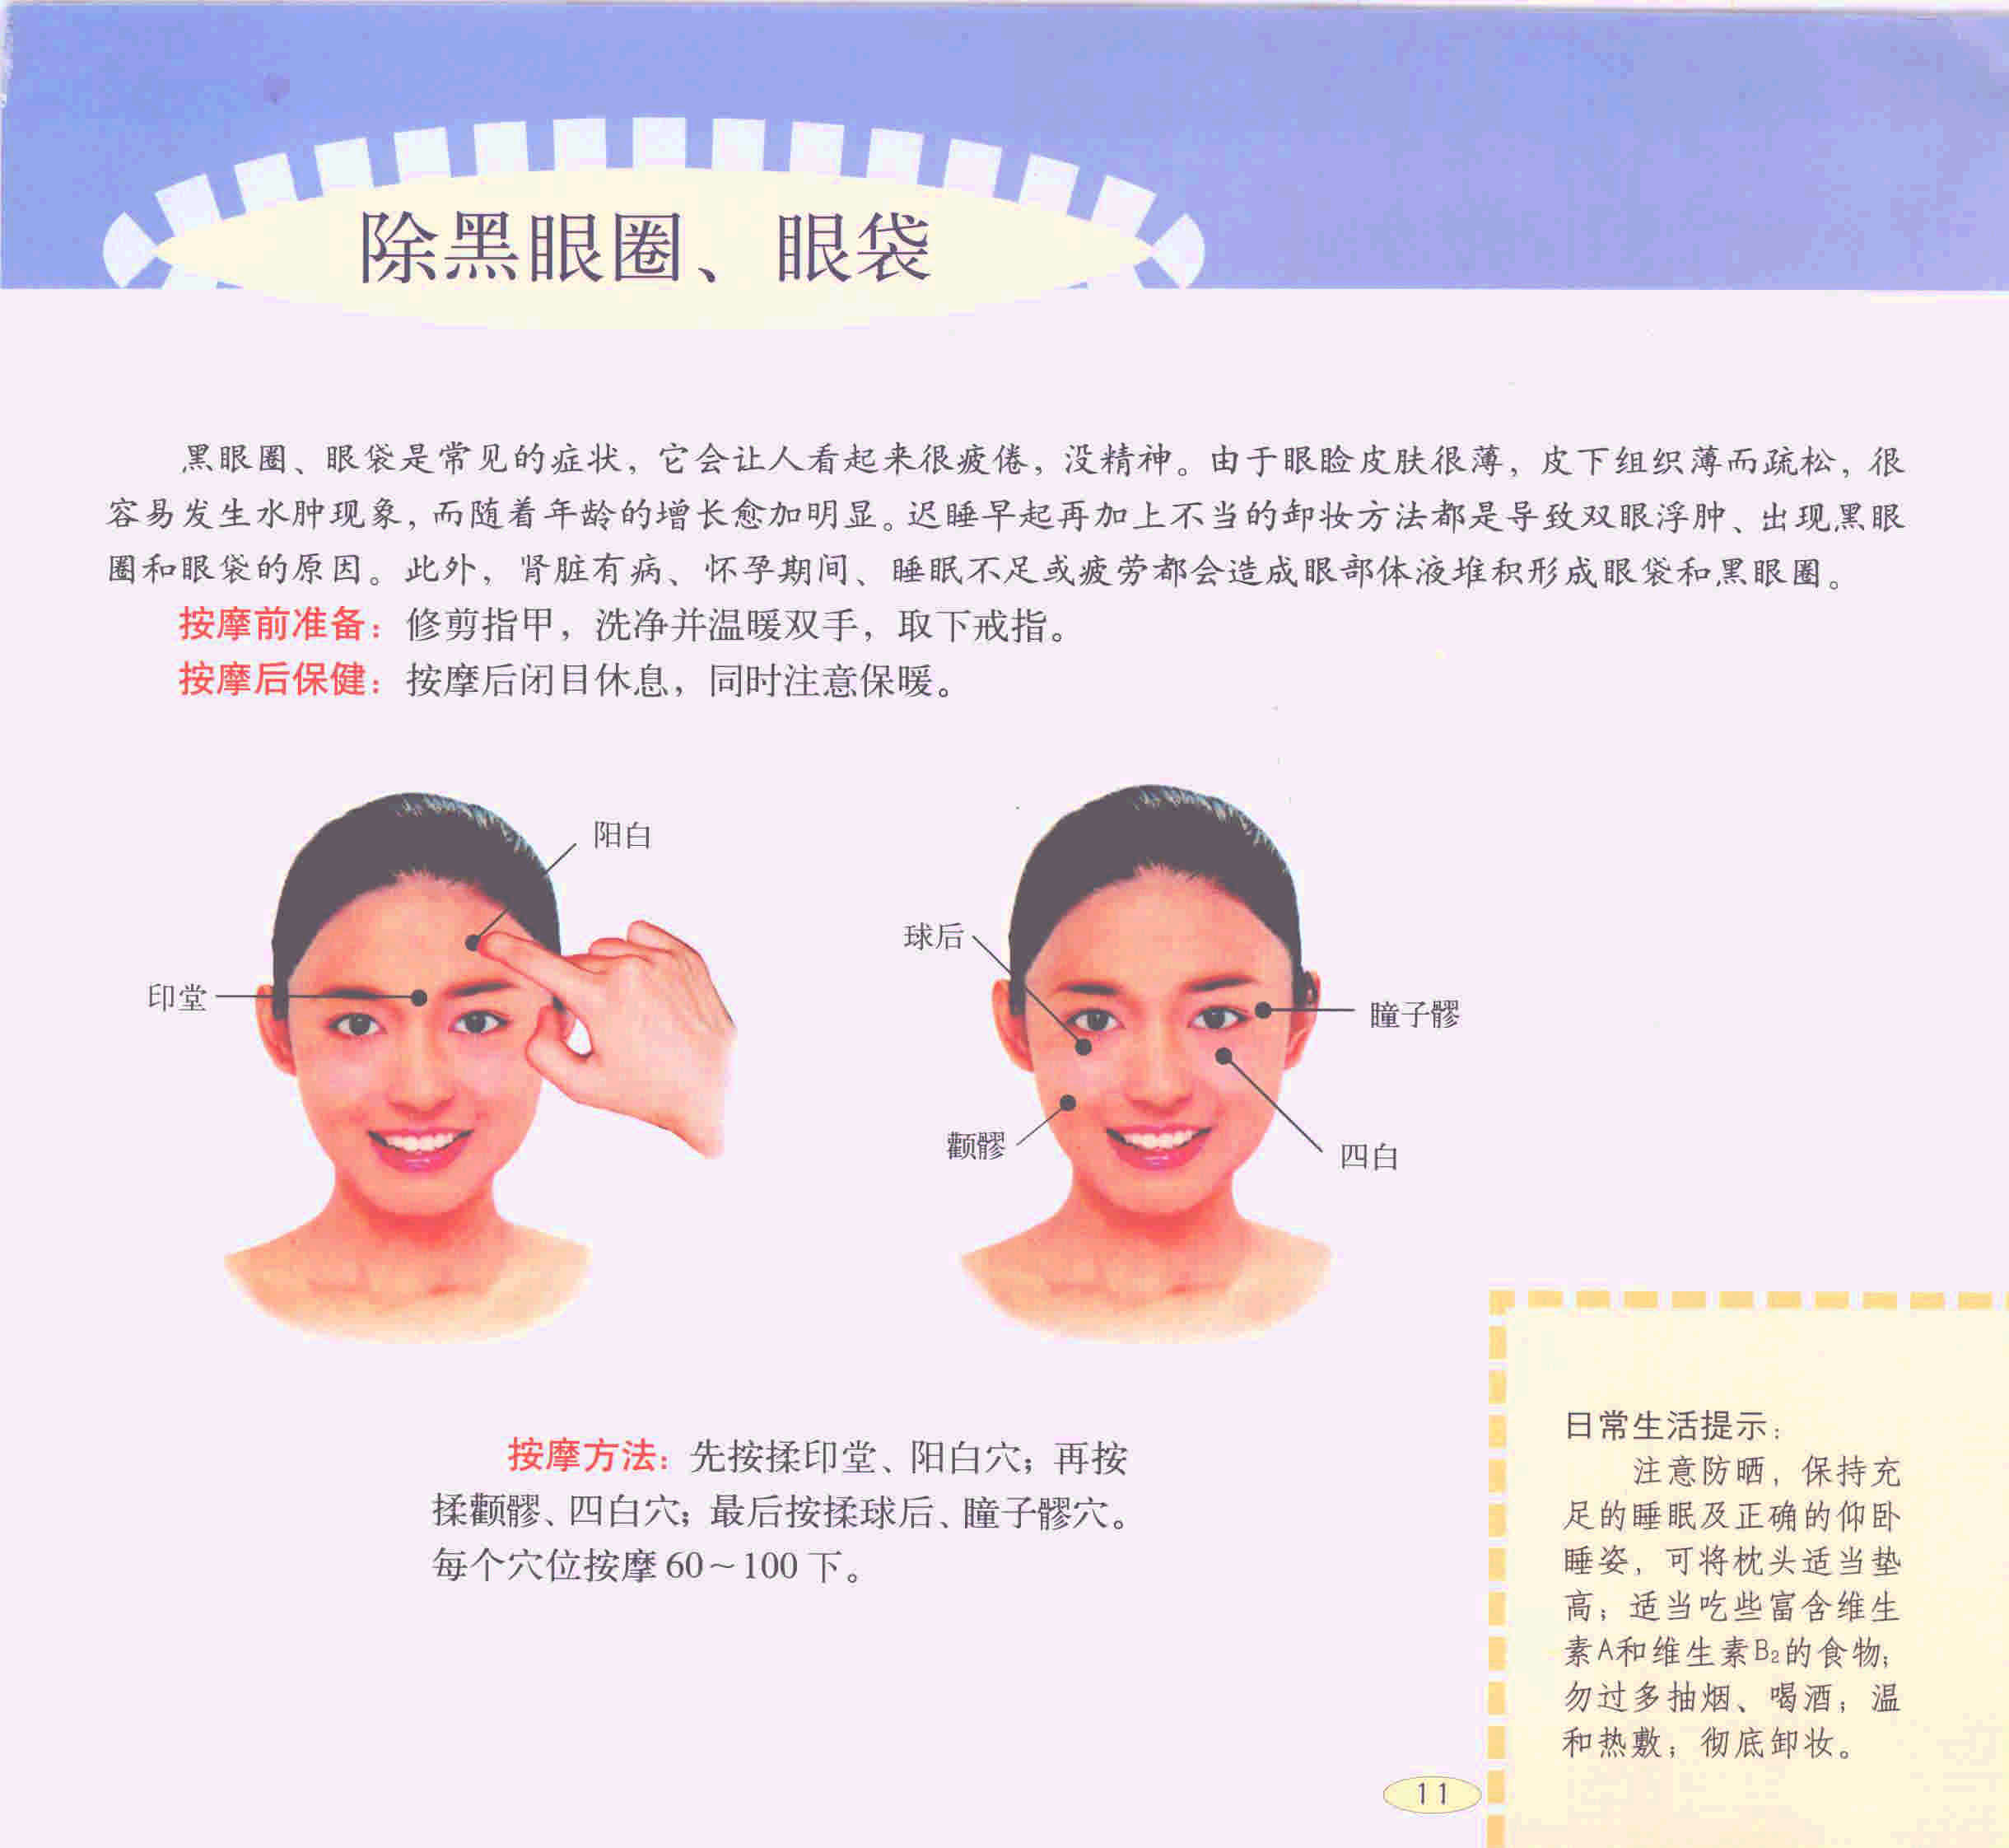 除黑眼圈、眼袋
黑眼圈、眼袋是常见的症状，它会让人看起来很疲倦，没精神。由于眼睑皮肤很薄，皮下组织薄而疏松，很
容易发生水肿现象，而随着年龄的增长愈加明显。迟睡早起再加上不当的卸妆方法都是导致双眼浮肿、出现黑眼
圈和眼袋的原因。此外，肾脏有病、怀孕期间、睡眠不足或疲劳都会造成眼部体液堆积形成眼袋和黑眼圈。
按摩前准备：修剪指甲，洗净并温暖双手，取下戒指。
按摩后保健：按摩后闭目休息，同时注意保暖。
阳白
印堂
球后
瞳子髎
颧髎
四白
按摩方法：先按揉印堂、阳白穴；再按
揉颧髎、四白穴；最后按揉球后、瞳子髎穴。
每个穴位按摩60～100下。
日常生活提示：
注意防晒，保持充
足的睡眠及正确的仰卧
睡姿，可将枕头适当垫
高；适当吃些富含维生
素A和维生素B₂的食物；
勿过多抽烟、喝酒；温
和热敷；彻底卸妆。
11